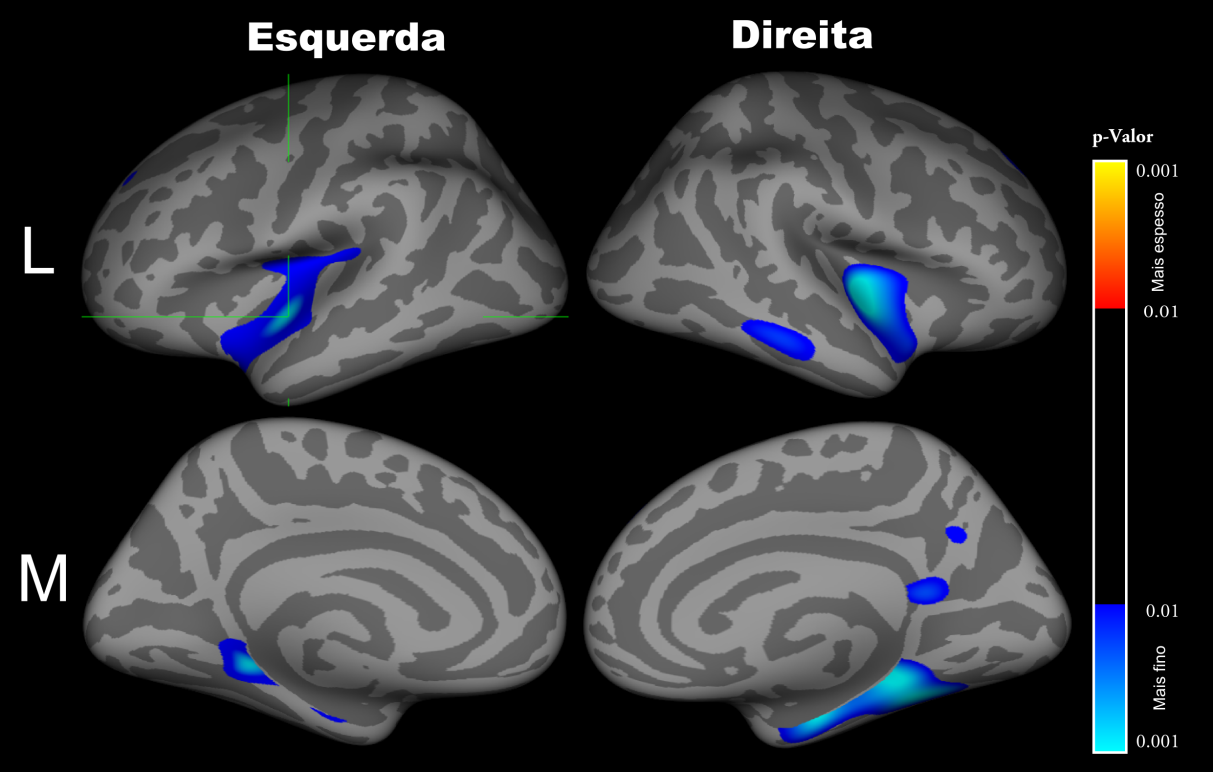 Esquerda
Direita
L
M
p-Valor
0.001
Mais espesso
0.01
0.01
Mais fino
0.001